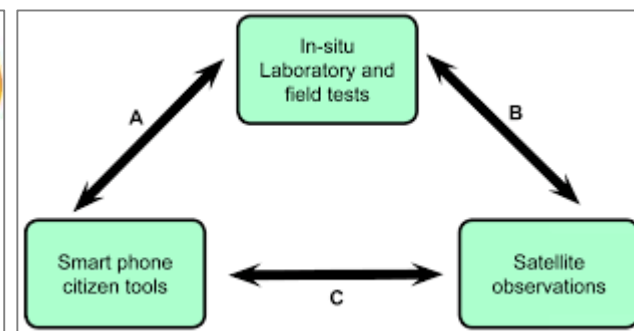 In-situ
Laboratory and
field tests
A
B
Smart phone
citizen tools
C
Satellite
observations